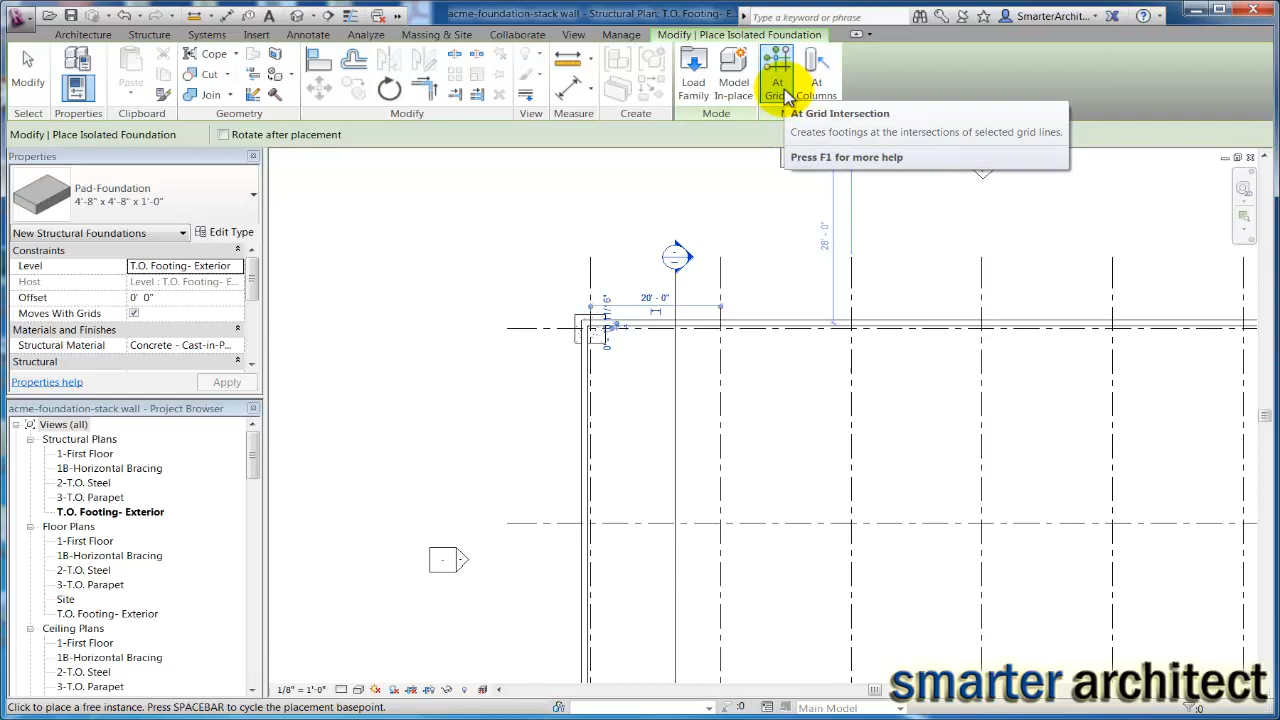 acme-foundation-stack wall - Structural Plan: T.O. Footing- E...
Type a keyword or phrase
SmarterArchit...
Architecture
Structure
Systems
Insert
Annotate
Analyze
Massing & Site
Collaborate
View
Manage
Modify | Place Isolated Foundation
Modify
Paste
Cope
Cut
Join
Load Family
Model In-place
At Grids
At Columns
Select
Properties
Clipboard
Geometry
Modify
View
Measure
Create
Mode
At Grid Intersection
Creates footings at the intersections of selected grid lines.
Press F1 for more help
Modify | Place Isolated Foundation
Rotate after placement
Properties
Pad-Foundation
4'-8" x 4'-8" x 1'-0"
New Structural Foundations
Edit Type
Constraints
Level
T.O. Footing- Exterior
Host
Level : T.O. Footing- E...
Offset
0' 0"
Moves With Grids
Materials and Finishes
Structural Material
Concrete - Cast-in-P...
Structural
Properties help
Apply
acme-foundation-stack wall - Project Browser
Views (all)
Structural Plans
1-First Floor
1B-Horizontal Bracing
2-T.O. Steel
3-T.O. Parapet
T.O. Footing- Exterior
Floor Plans
1-First Floor
1B-Horizontal Bracing
2-T.O. Steel
3-T.O. Parapet
Site
T.O. Footing- Exterior
Ceiling Plans
1-First Floor
1B-Horizontal Bracing
2-T.O. Steel
3-T.O. Parapet
28' - 0"
20' - 0"
1/8" = 1'-0"
smarter architect
Click to place a free instance. Press SPACEBAR to cycle the placement basepoint.
:0
Main Model
:0